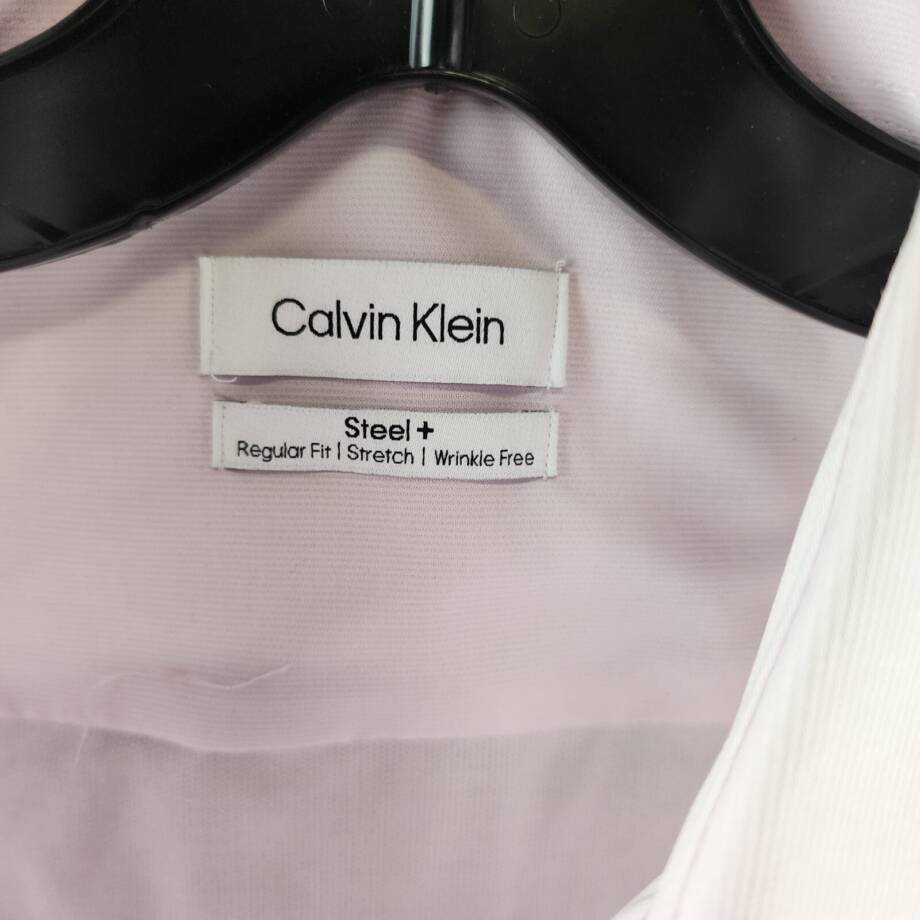 Calvin Klein
Steel +
Regular Fit | Stretch | Wrinkle Free